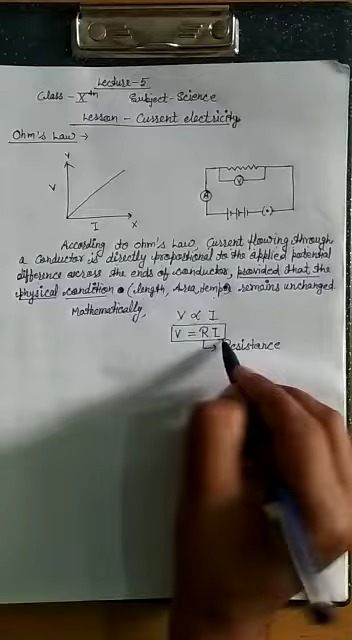 Lecture-5
Class- Xth Subject-Science
Lesson - Current electricity
Ohm's Law →
Y
V
I X
A
V
According to ohm's Law, Current flowing through
a conductor is directly proportional to the applied potential
difference across the ends of conductor, provided that the
physical condition (length, Area, temp. remains unchanged
Mathematically,
V ∝ I
V = RI
↳ Resistance